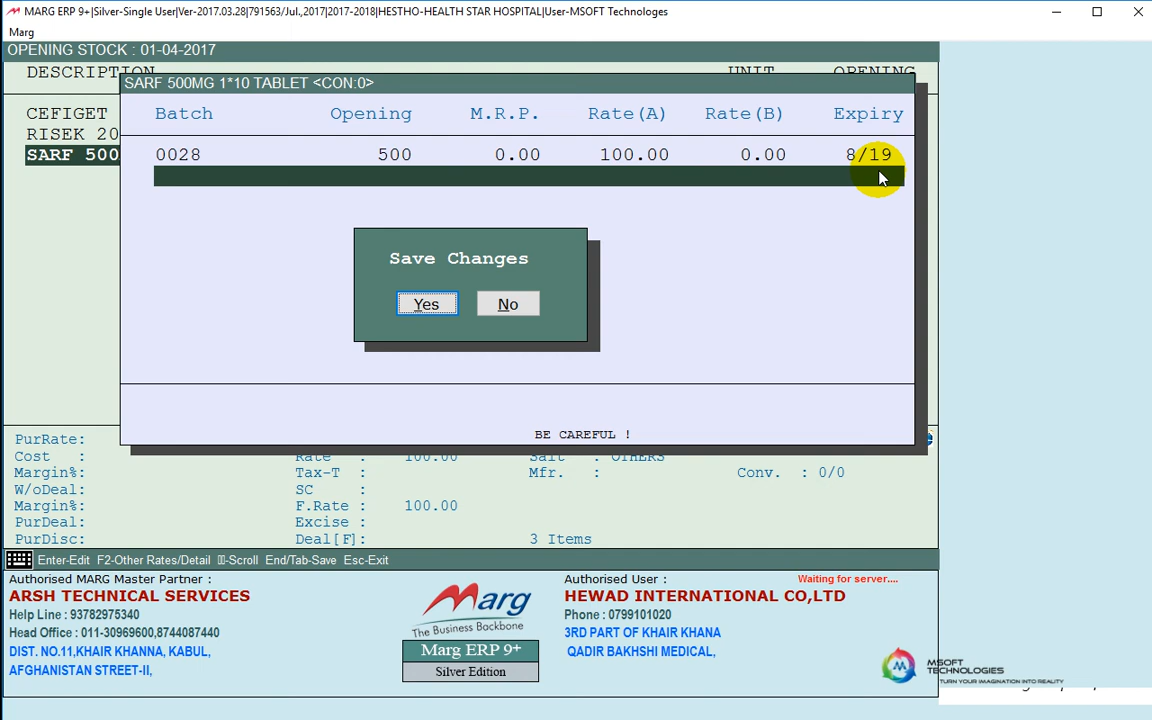 MARG ERP 9+|Silver-Single User|Ver-2017.03.28|791563/Jul.,2017|2017-2018|HESTHO-HEALTH STAR HOSPITAL|User-MSOFT Technologes
Marg
OPENING STOCK : 01-04-2017
DESCRIPTION UNIT OPENING
SARF 500MG 1*10 TABLET <CON:0>
Batch Opening M.R.P. Rate(A) Rate(B) Expiry
CEFIGET
RISEK 20
SARF 500
0028 500 0.00 100.00 0.00 8/19
Save Changes
Yes No
BE CAREFUL !
PurRate:
Cost : Rate : 100.00 Salt : OTHERS
Margin%: Tax-T : Mfr. : Conv. : 0/0
W/oDeal: SC :
Margin%: F.Rate : 100.00
PurDeal: Excise :
PurDisc: Deal[F]: 3 Items
Enter-Edit F2-Other Rates/Detail -Scroll End/Tab-Save Esc-Exit
Authorised MARG Master Partner :
ARSH TECHNICAL SERVICES
Help Line : 93782975340
Head Office : 011-30969600,8744087440
DIST. NO.11,KHAIR KHANNA, KABUL,
AFGHANISTAN STREET-II,
Marg
The Business Backbone
Marg ERP 9+
Silver Edition
Authorised User : Waiting for server....
HEWAD INTERNATIONAL CO,LTD
Phone : 0799101020
3RD PART OF KHAIR KHANA
QADIR BAKHSHI MEDICAL,
MSOFT
TECHNOLOGIES
TURN YOUR IMAGINATION INTO REALITY